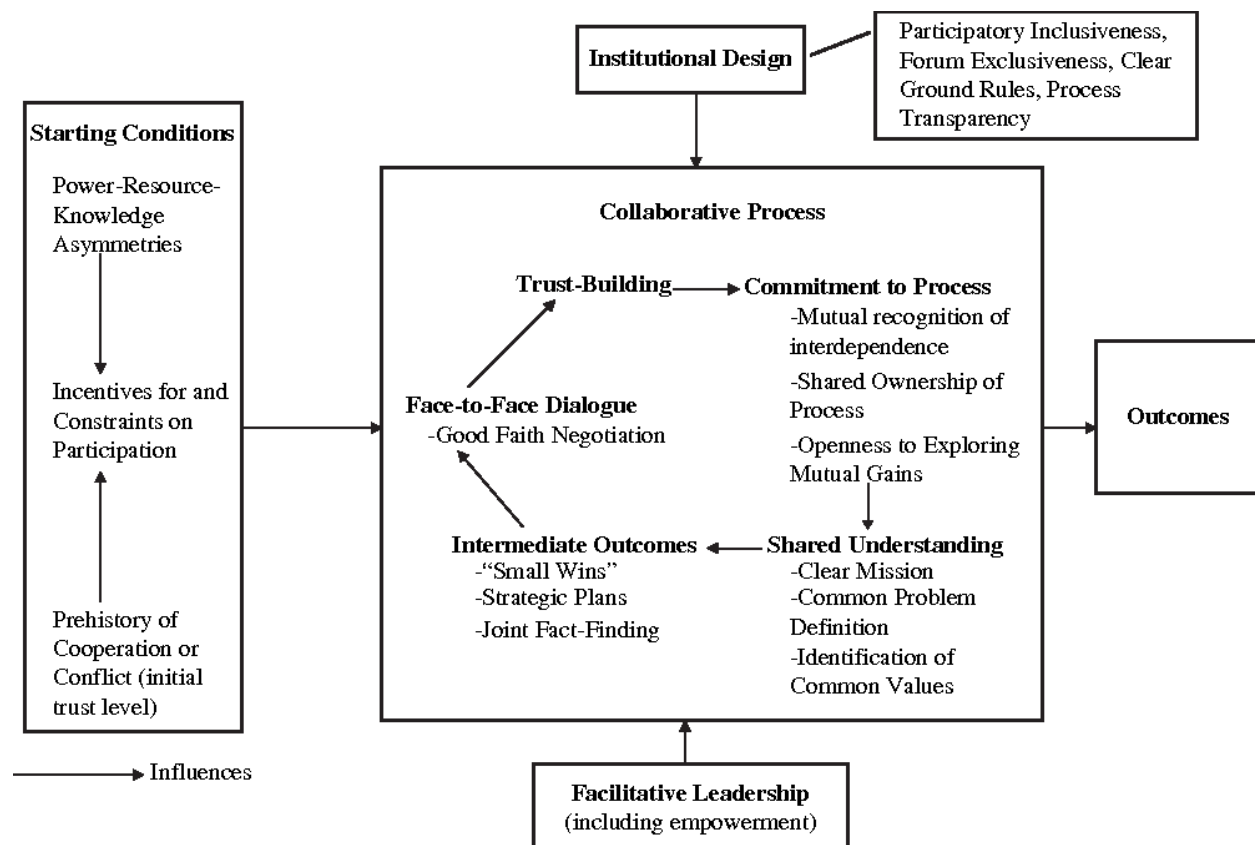 Institutional Design
Participatory Inclusiveness,
Forum Exclusiveness, Clear
Ground Rules, Process
Transparency
Starting Conditions
Power-Resource-
Knowledge
Asymmetries
Incentives for and
Constraints on
Participation
Prehistory of
Cooperation or
Conflict (initial
trust level)
Influences
Collaborative Process
Trust-Building
Commitment to Process
-Mutual recognition of
interdependence
-Shared Ownership of
Process
-Openness to Exploring
Mutual Gains
Face-to-Face Dialogue
-Good Faith Negotiation
Intermediate Outcomes
-“Small Wins”
-Strategic Plans
-Joint Fact-Finding
Shared Understanding
-Clear Mission
-Common Problem
Definition
-Identification of
Common Values
Outcomes
Facilitative Leadership
(including empowerment)